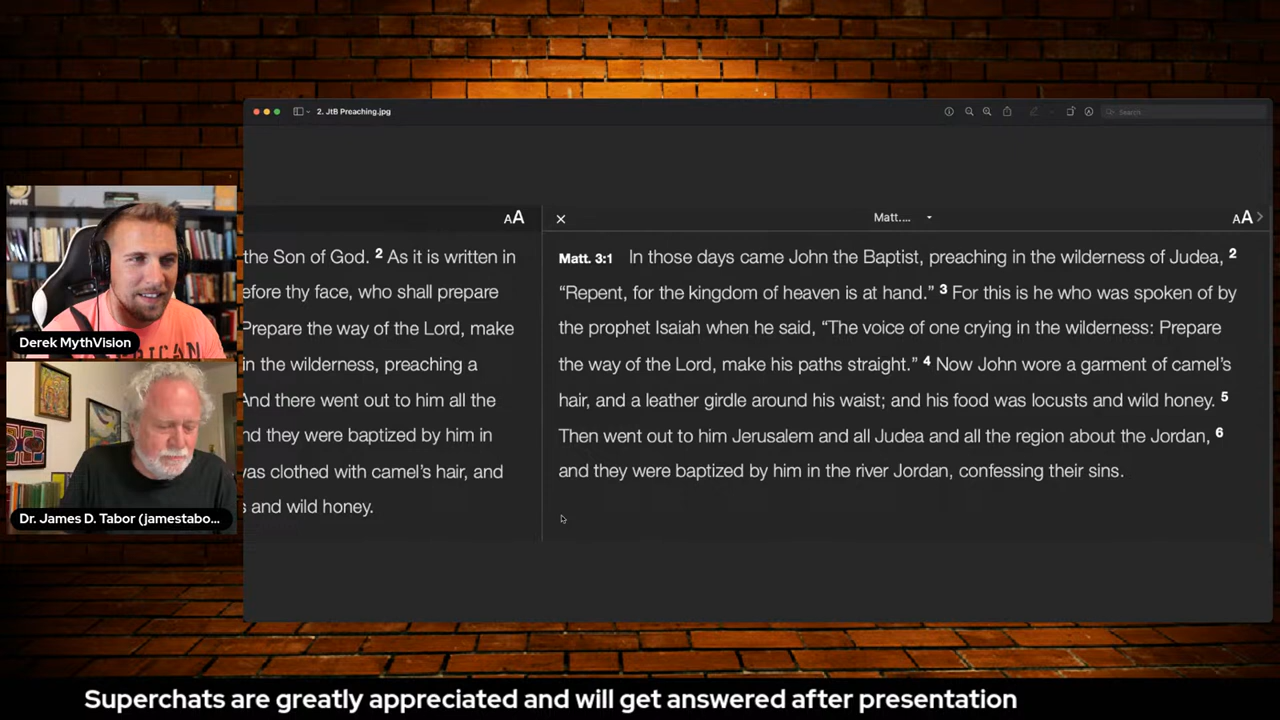 2. JtB Preaching.jpg
Search
AA
the Son of God. 2 As it is written in
efore thy face, who shall prepare
Prepare the way of the Lord, make
in the wilderness, preaching a
And there went out to him all the
nd they were baptized by him in
was clothed with camel's hair, and
s and wild honey.
Matt....
AA
Matt. 3:1 In those days came John the Baptist, preaching in the wilderness of Judea, 2
“Repent, for the kingdom of heaven is at hand.” 3 For this is he who was spoken of by
the prophet Isaiah when he said, “The voice of one crying in the wilderness: Prepare
the way of the Lord, make his paths straight.” 4 Now John wore a garment of camel's
hair, and a leather girdle around his waist; and his food was locusts and wild honey. 5
Then went out to him Jerusalem and all Judea and all the region about the Jordan, 6
and they were baptized by him in the river Jordan, confessing their sins.
Derek MythVision
Dr. James D. Tabor (jamestabo...
Superchats are greatly appreciated and will get answered after presentation